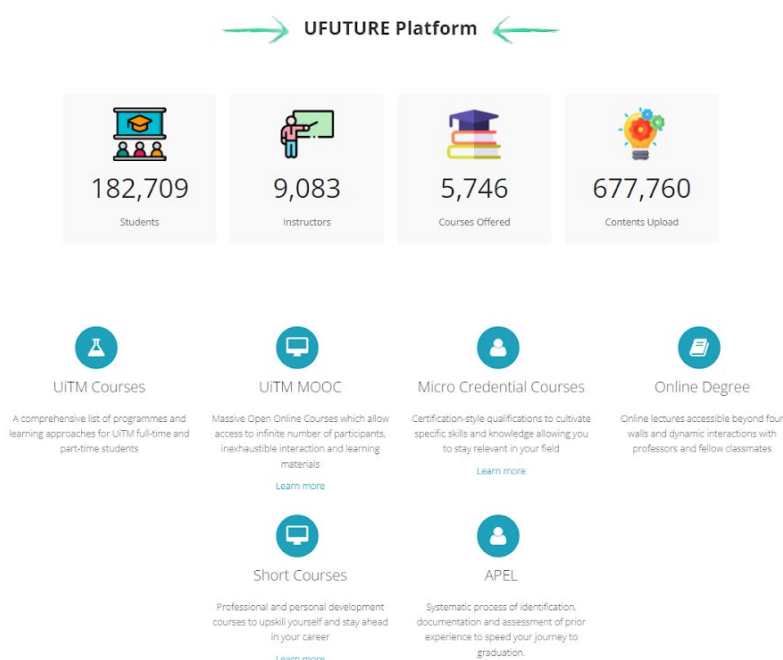 UFUTURE Platform
182,709
Students
9,083
Instructors
5,746
Courses Offered
677,760
Contents Upload
UiTM Courses
A comprehensive list of programmes and
learning approaches for UiTM full-time and
part-time students
UiTM MOOC
Massive Open Online Courses which allow
access to infinite number of participants,
inexhaustible interaction and learning
materials
Learn more
Micro Credential Courses
Certification-style qualifications to cultivate
specific skills and knowledge allowing you
to stay relevant in your field
Learn more
Online Degree
Online lectures accessible beyond four
walls and dynamic interactions with
professors and fellow classmates
Short Courses
Professional and personal development
courses to upskill yourself and stay ahead
in your career
Learn more
APEL
Systematic process of identification,
documentation and assessment of prior
experience to speed your journey to
graduation.